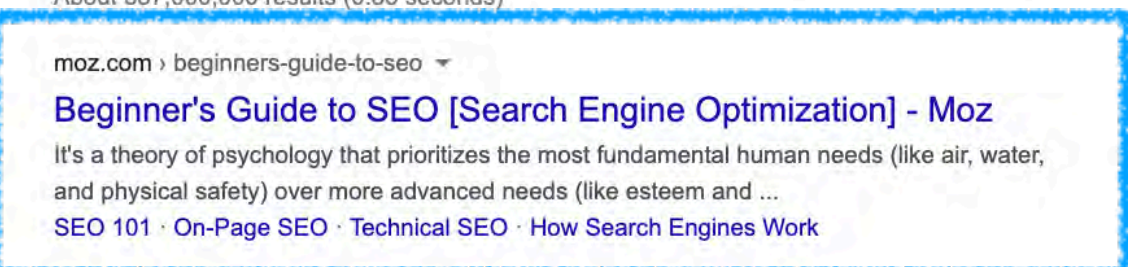 moz.com › beginners-guide-to-seo
Beginner's Guide to SEO [Search Engine Optimization] - Moz
It's a theory of psychology that prioritizes the most fundamental human needs (like air, water,
and physical safety) over more advanced needs (like esteem and ...
SEO 101 · On-Page SEO · Technical SEO · How Search Engines Work